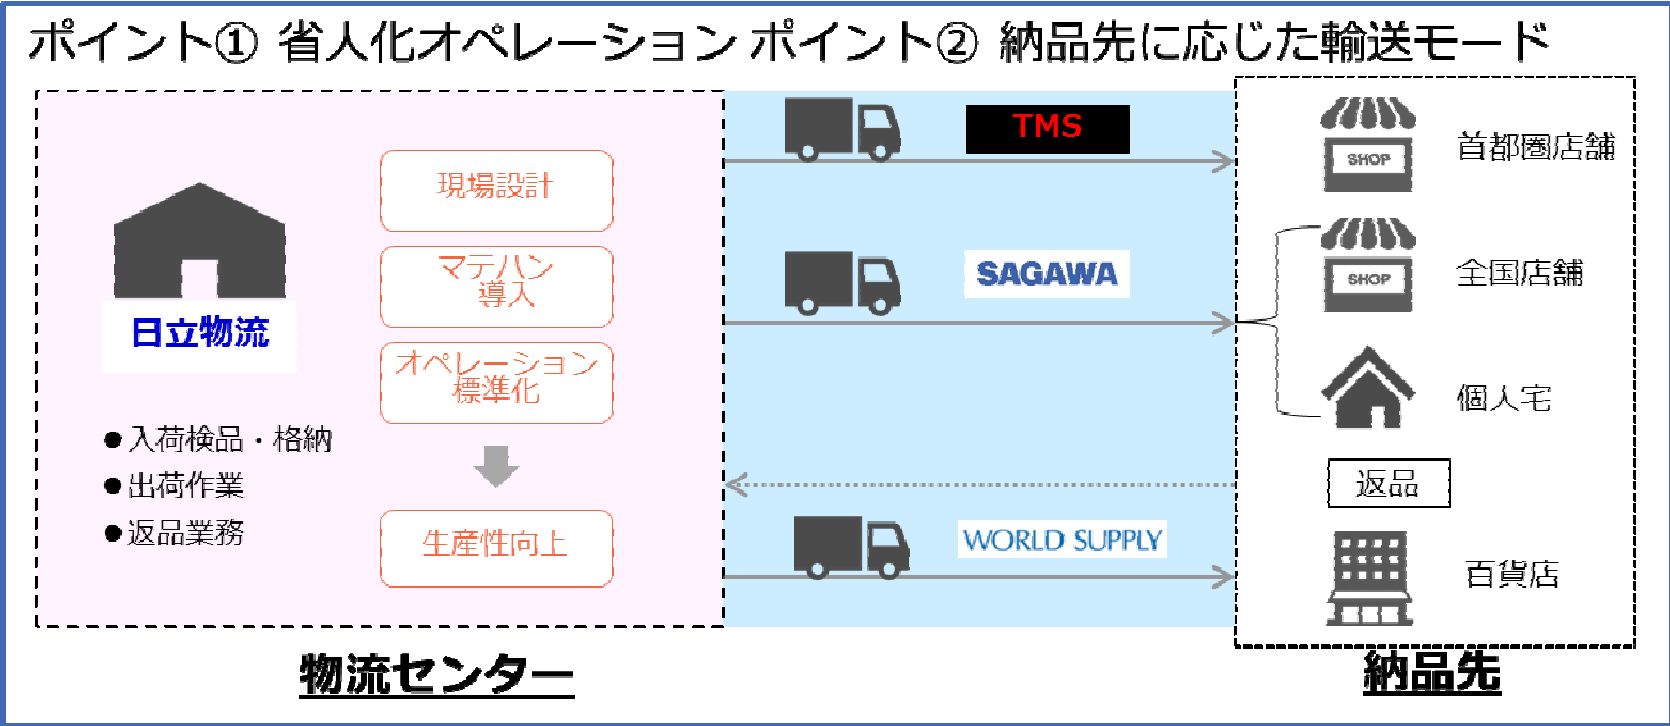 ポイント① 省人化オペレーション ポイント② 納品先に応じた輸送モード
現場設計
マテハン
導入
オペレーション
標準化
生産性向上
日立物流
●入荷検品・格納
●出荷作業
●返品業務
物流センター
TMS
SAGAWA
WORLD SUPPLY
SHOP
首都圏店舗
SHOP
全国店舗
個人宅
返品
百貨店
納品先